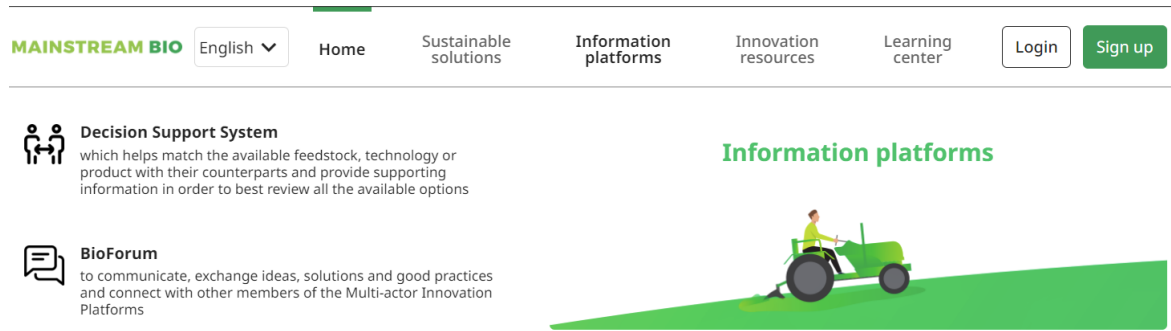 MAINSTREAM BIO
English
Home
Sustainable
solutions
Information
platforms
Innovation
resources
Learning
center
Login
Sign up
Decision Support System
which helps match the available feedstock, technology or
product with their counterparts and provide supporting
information in order to best review all the available options
BioForum
to communicate, exchange ideas, solutions and good practices
and connect with other members of the Multi-actor Innovation
Platforms
Information platforms